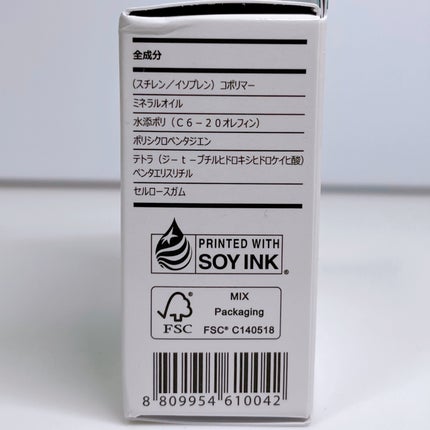 全成分
(スチレン/イソプレン) コポリマー
ミネラルオイル
水添ポリ(C6-20オレフィン)
ポリシクロペンタジエン
テトラ(ジ-t-ブチルヒドロキシヒドロケイヒ酸)
ペンタエリスリチル
セルロースガム
PRINTED WITH
SOY INK®
MIX
Packaging
FSC
FSC® C140518
8 809954 610042